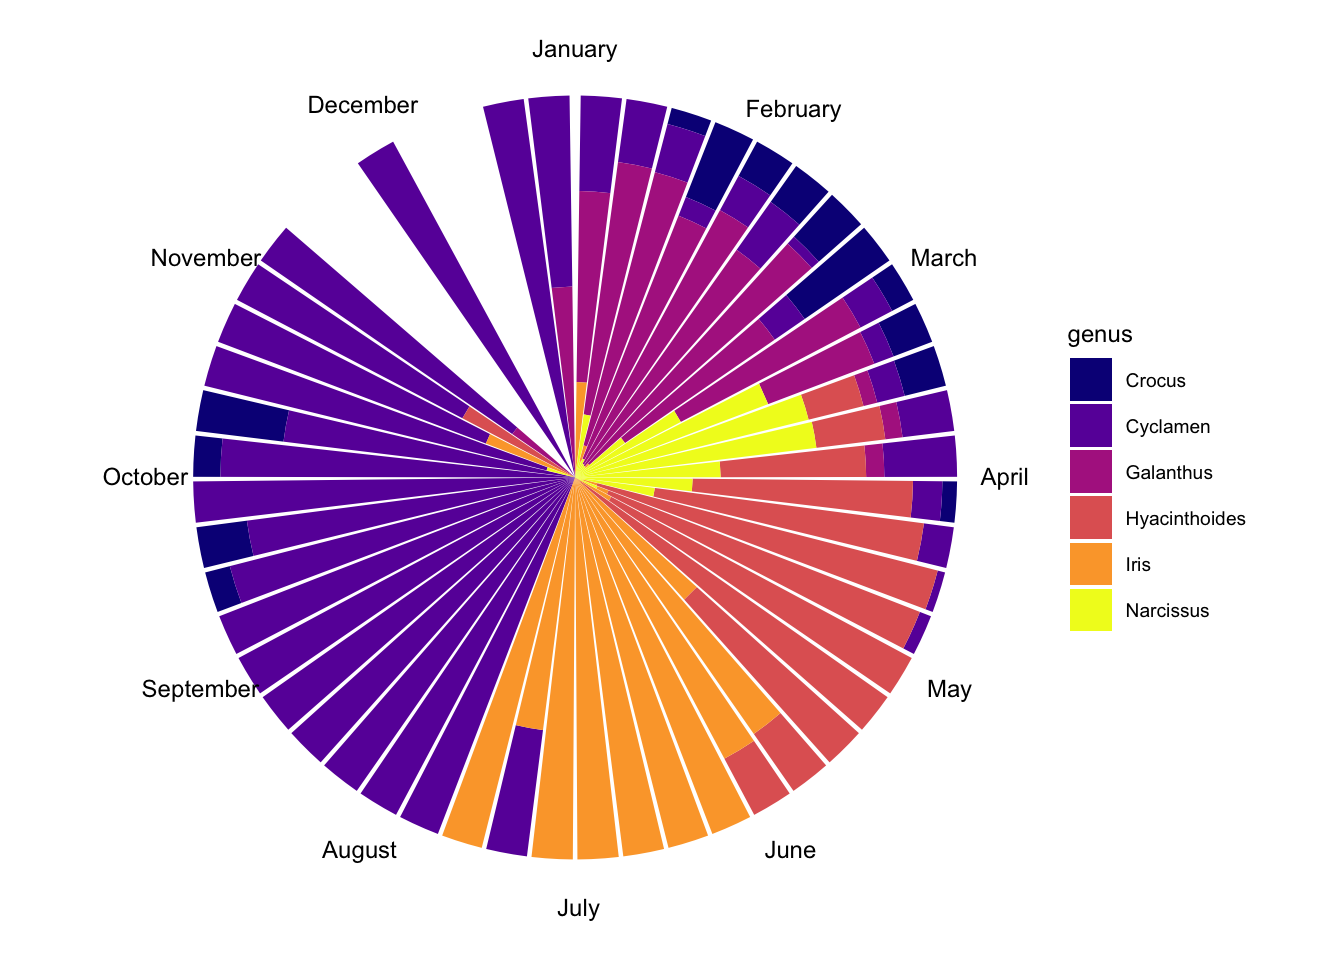 January
February
March
April
May
June
July
August
September
October
November
December
genus
Crocus
Cyclamen
Galanthus
Hyacinthoides
Iris
Narcissus